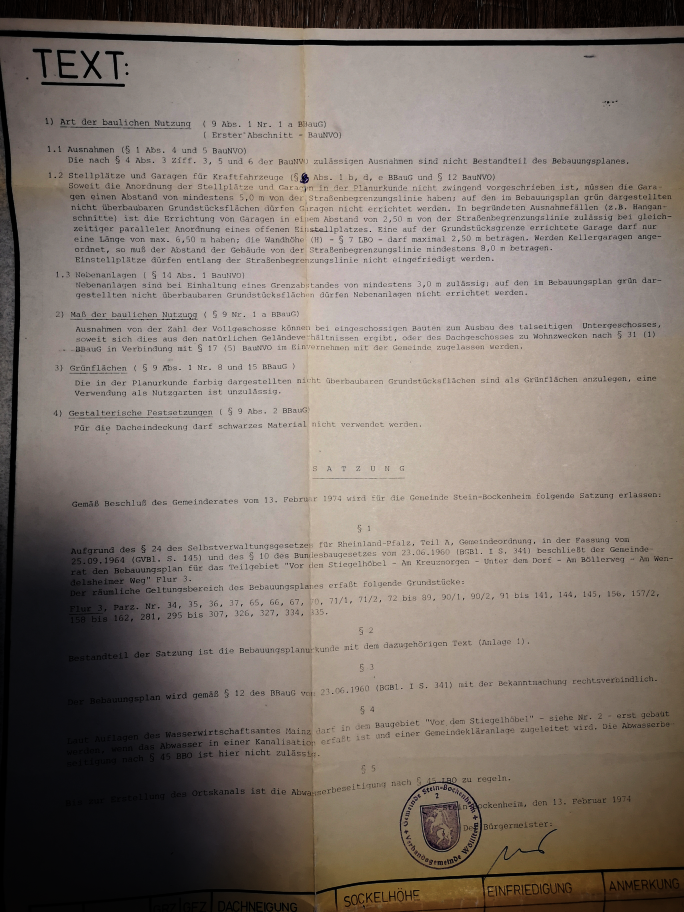 TEXT:
1) Art der baulichen Nutzung ( 9 Abs. 1 Nr. 1 a BBauG)
( Erster Abschnitt - BauNVO)
1.1 Ausnahmen (§ 1 Abs. 4 und 5 BauNVO)
Die nach § 4 Abs. 3 Ziff. 3, 5 und 6 der BauNVO zulässigen Ausnahmen sind nicht Bestandteil des Bebauungsplanes.
1.2 Stellplätze und Garagen für Kraftfahrzeuge (§ Abs. 1 b, d, e BBauG und § 12 BauNVO)
Soweit die Anordnung der Stellplätze und Garagen in der Planurkunde nicht zwingend vorgeschrieben ist, müssen die Gara-
gen einen Abstand von mindestens 5,0 m von der Straßenbegrenzungslinie haben; auf den in Bebauungsplan grün dargestellten
nicht überbaubaren Grundstücksflächen dürfen Garagen nicht errichtet werden. In begründeten Ausnahmefällen (z.B. Hangan-
schnitte) ist die Errichtung von Garagen in einem Abstand von 2,50 m von der Straßenbegrenzungslinie zulässig bei gleich-
zeitiger paralleler Anordnung eines offenen Einstellplatzes. Eine auf der Grundstücksgrenze errichtete Garage darf nur
eine Länge von max. 6,50 m haben; die Wandhöhe (H) - § 7 LBO - darf maximal 2,50 m betragen. Werden Kellergaragen ange-
ordnet, so muß der Abstand der Gebäude von der Straßenbegrenzungslinie mindestens 8,0 m betragen.
Einstellplätze dürfen entlang der Straßenbegrenzungslinie nicht eingefriedigt werden.
1.3 Nebenanlagen (§ 14 Abs. 1 BauNVO)
Nebenanlagen sind bei Einhaltung eines Grenzabstandes von mindestens 3,0 m zulässig; auf den im Bebauungsplan grün dar-
gestellten nicht überbaubaren Grundstücksflächen dürfen Nebenanlagen nicht errichtet werden.
2) Maß der baulichen Nutzung (§ 9 Nr. 1 a BBauG)
Ausnahmen von der Zahl der Vollgeschosse können bei eingeschossigen Bauten zum Ausbau des talseitigen Untergeschosses,
soweit sich dies aus den natürlichen Geländeverhältnissen ergibt, oder des Dachgeschosses zu Wohnzwecken nach § 31 (1)
BBauG in Verbindung mit § 17 (5) BauNVO im Einvernehmen mit der Gemeinde zugelassen werden.
3) Grünflächen ( § 9 Abs. 1 Nr. 8 und 15 BBauG )
Die in der Planurkunde farbig dargestellten nicht überbaubaren Grundstücksflächen sind als Grünflächen anzulegen, eine
Verwendung als Nutzgarten ist unzulässig.
4) Gestalterische Festsetzungen ( § 9 Abs. 2 BBauG)
Für die Dacheindeckung darf schwarzes Material nicht verwendet werden.
S A T Z U N G
Gemäß Beschluß des Gemeinderates vom 13. Februar 1974 wird für die Gemeinde Stein-Bockenheim folgende Satzung erlassen:
§ 1
Aufgrund des § 24 des Selbstverwaltungsgesetzes für Rheinland-Pfalz, Teil A, Gemeindeordnung, in der Fassung vom
25.09.1964 (GVBl. S. 145) und des § 10 des Bundesbaugesetzes vom 23.06.1960 (BGBl. I S. 341) beschließt der Gemeinde-
rat den Bebauungsplan für das Teilgebiet "Vor dem Stiegelhöbel - Am Kreuzmorgen - Unter dem Dorf - Am Böllerweg - Am Wen-
delsheimer Weg" Flur 3.
Der räumliche Geltungsbereich des Bebauungsplanes erfaßt folgende Grundstücke:
Flur 3, Parz. Nr. 34, 35, 36, 37, 65, 66, 67, 70, 71/1, 71/2, 72 bis 89, 90/1, 90/2, 91 bis 141, 144, 145, 156, 157/2,
158 bis 162, 281, 295 bis 307, 326, 327, 334, 335.
§ 2
Bestandteil der Satzung ist die Bebauungsplanurkunde mit dem dazugehörigen Text (Anlage 1).
§ 3
Der Bebauungsplan wird gemäß § 12 des BBauG vom 23.06.1960 (BGBl. I S. 341) mit der Bekanntmachung rechtsverbindlich.
§ 4
Laut Auflagen des Wasserwirtschaftsamtes Mainz darf in dem Baugebiet "Vor dem Stiegelhöbel" - siehe Nr. 2 - erst gebaut
werden, wenn das Abwasser in einer Kanalisation erfaßt ist und einer Gemeindekläranlage zugeleitet wird. Die Abwasserbe-
seitigung nach § 45 BBO ist hier nicht zulässig.
§ 5
Bis zur Erstellung des Ortskanals ist die Abwasserbeseitigung nach § 45 LBO zu regeln.
Stein-Bockenheim, den 13. Februar 1974
Der Bürgermeister:
Gemeinde Stein-Bockenheim
2
Verbandsgemeinde Wöllstein
GFZ DACHNEIGUNG SOCKELHÖHE EINFRIEDIGUNG ANMERKUNG